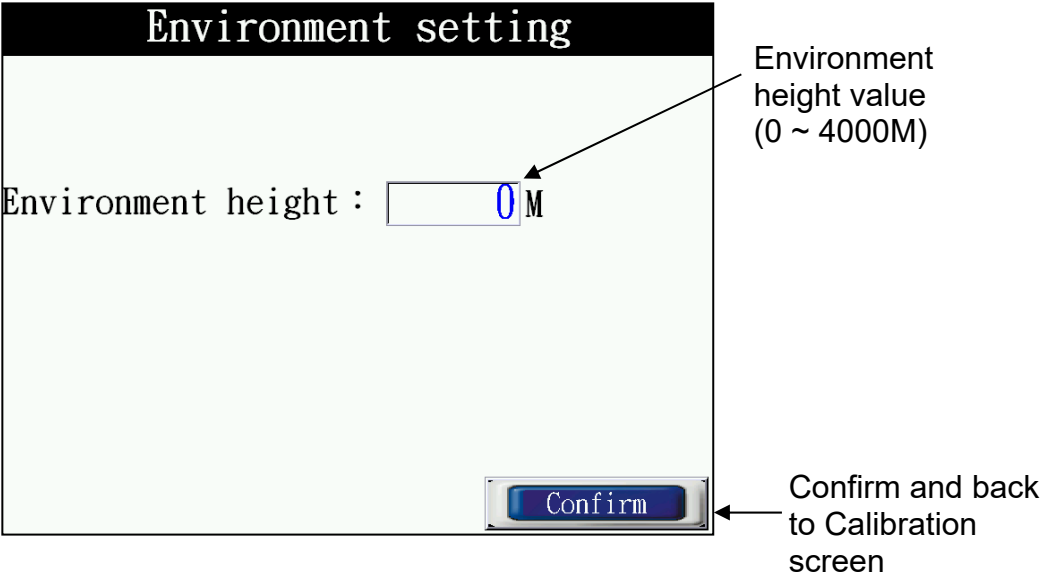 Environment setting
Environment
height value
(0 ~ 4000M)
Environment height： 0 M
Confirm
Confirm and back
to Calibration
screen